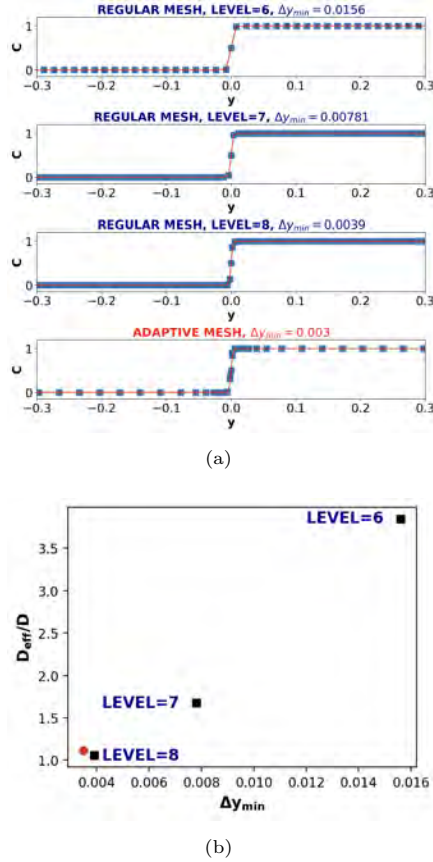 REGULAR MESH, LEVEL=6, Δy_min = 0.0156
1
C
0
−0.3 −0.2 −0.1 0.0 0.1 0.2 0.3
y
REGULAR MESH, LEVEL=7, Δy_min = 0.00781
1
C
0
−0.3 −0.2 −0.1 0.0 0.1 0.2 0.3
y
REGULAR MESH, LEVEL=8, Δy_min = 0.0039
1
C
0
−0.3 −0.2 −0.1 0.0 0.1 0.2 0.3
y
ADAPTIVE MESH, Δy_min = 0.003
1
C
0
−0.3 −0.2 −0.1 0.0 0.1 0.2 0.3
y
(a)
LEVEL=6
3.5
3.0
2.5
D_eff/D
2.0
LEVEL=7
1.5
LEVEL=8
1.0
0.004 0.006 0.008 0.010 0.012 0.014 0.016
Δy_min
(b)